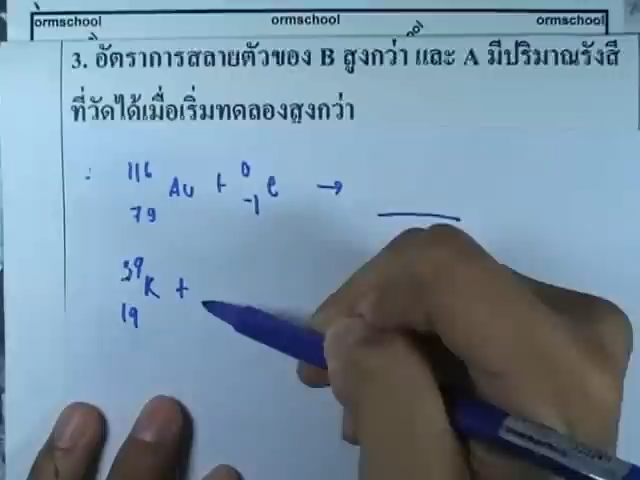 ormschool ormschool ormschool
3. อัตราการสลายตัวของ B สูงกว่า และ A มีปริมาณรังสี
ที่วัดได้เมื่อเริ่มทดลองสูงกว่า
116 0
Au + e →
79 -1
39
K +
19